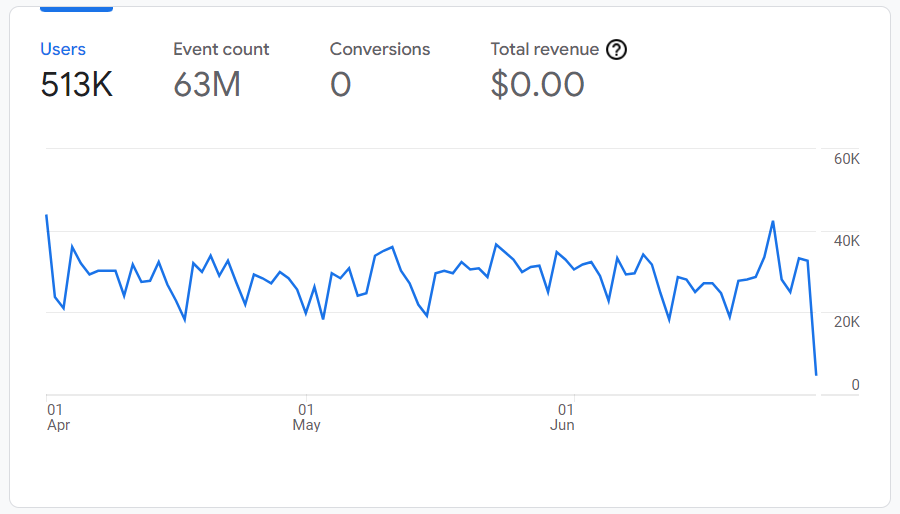 Users Event count Conversions Total revenue ?
513K 63M 0 $0.00
60K
40K
20K
0
01 01 01
Apr May Jun